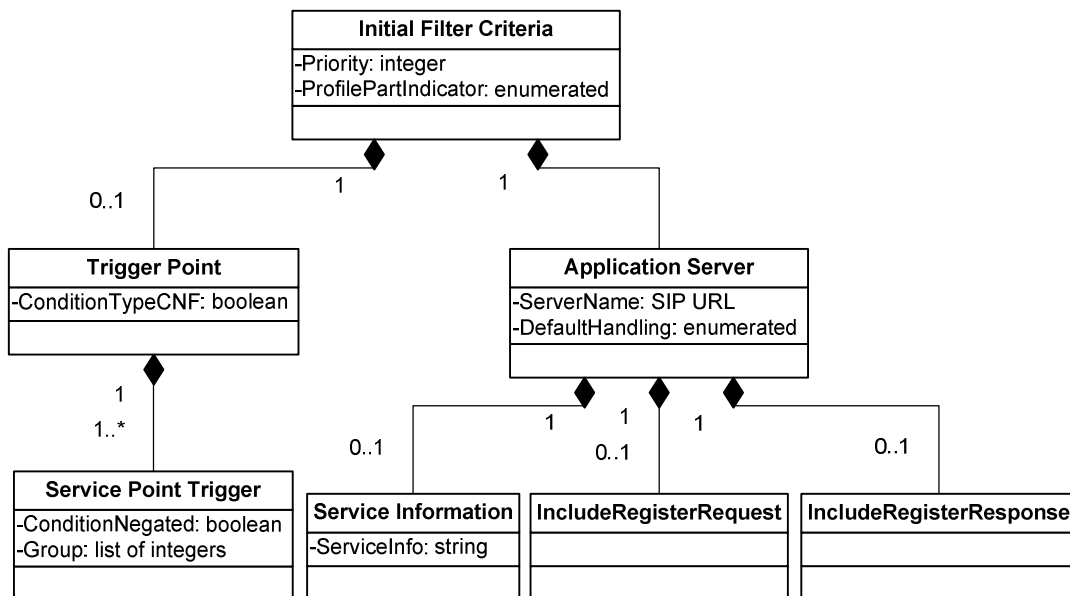 Initial Filter Criteria
-Priority: integer
-ProfilePartIndicator: enumerated
1
1
0..1
Trigger Point
-ConditionTypeCNF: boolean
Application Server
-ServerName: SIP URL
-DefaultHandling: enumerated
1
1..*
1
1
1
0..1
0..1
0..1
Service Point Trigger
-ConditionNegated: boolean
-Group: list of integers
Service Information
-ServiceInfo: string
IncludeRegisterRequest
IncludeRegisterResponse